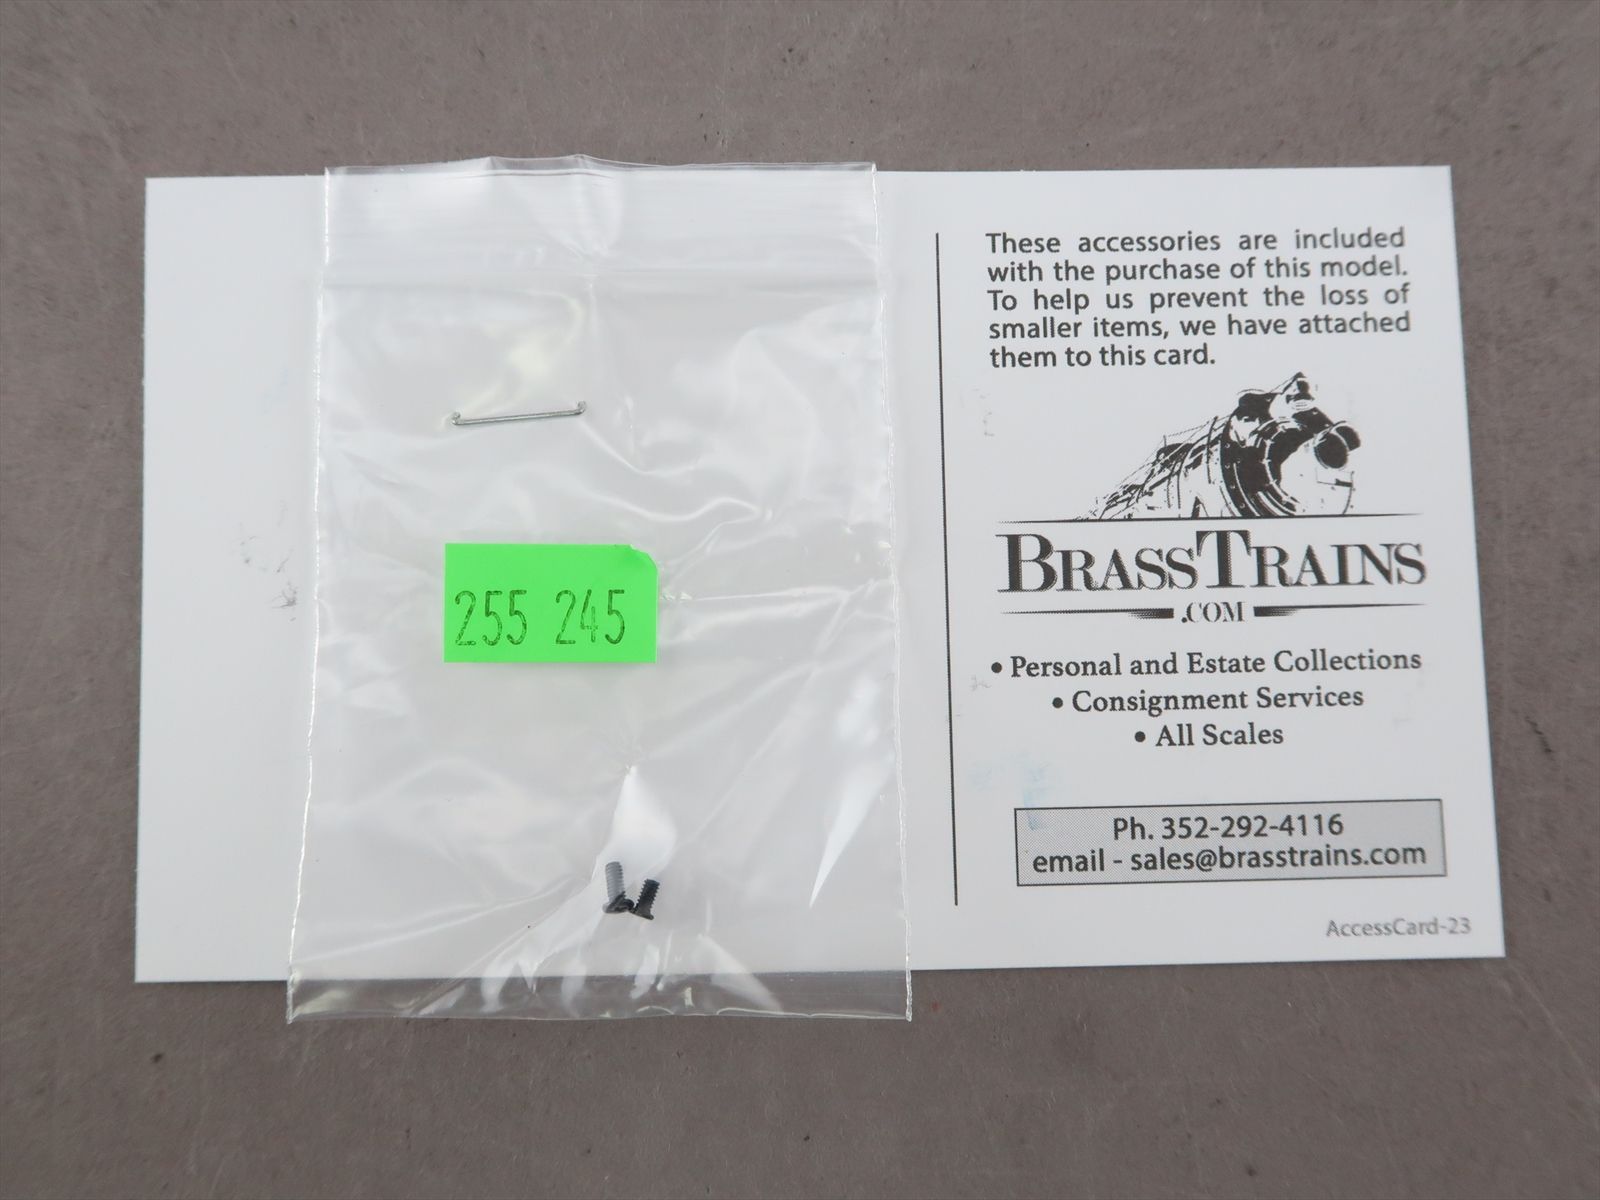 255 245
These accessories are included
with the purchase of this model.
To help us prevent the loss of
smaller items, we have attached
them to this card.
BRASSTRAINS
.COM
• Personal and Estate Collections
• Consignment Services
• All Scales
Ph. 352-292-4116
email - sales@brasstrains.com
AccessCard-23